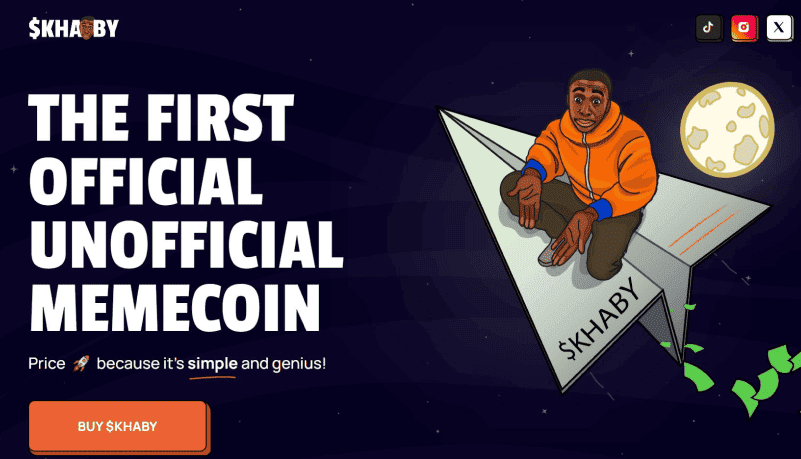 $KHABY
THE FIRST
OFFICIAL
UNOFFICIAL
MEMECOIN
Price 🚀 because it's simple and genius!
BUY $KHABY
$KHABY